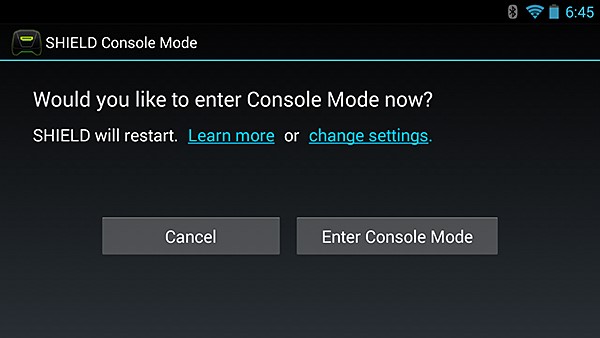 6:45
SHIELD Console Mode
Would you like to enter Console Mode now?
SHIELD will restart. Learn more or change settings.
Cancel Enter Console Mode